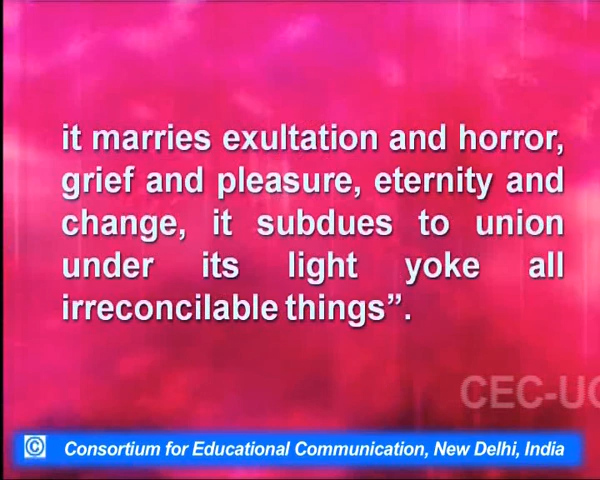 it marries exultation and horror,
grief and pleasure, eternity and
change, it subdues to union
under its light yoke all
irreconcilable things”.
CEC-UG
© Consortium for Educational Communication, New Delhi, India